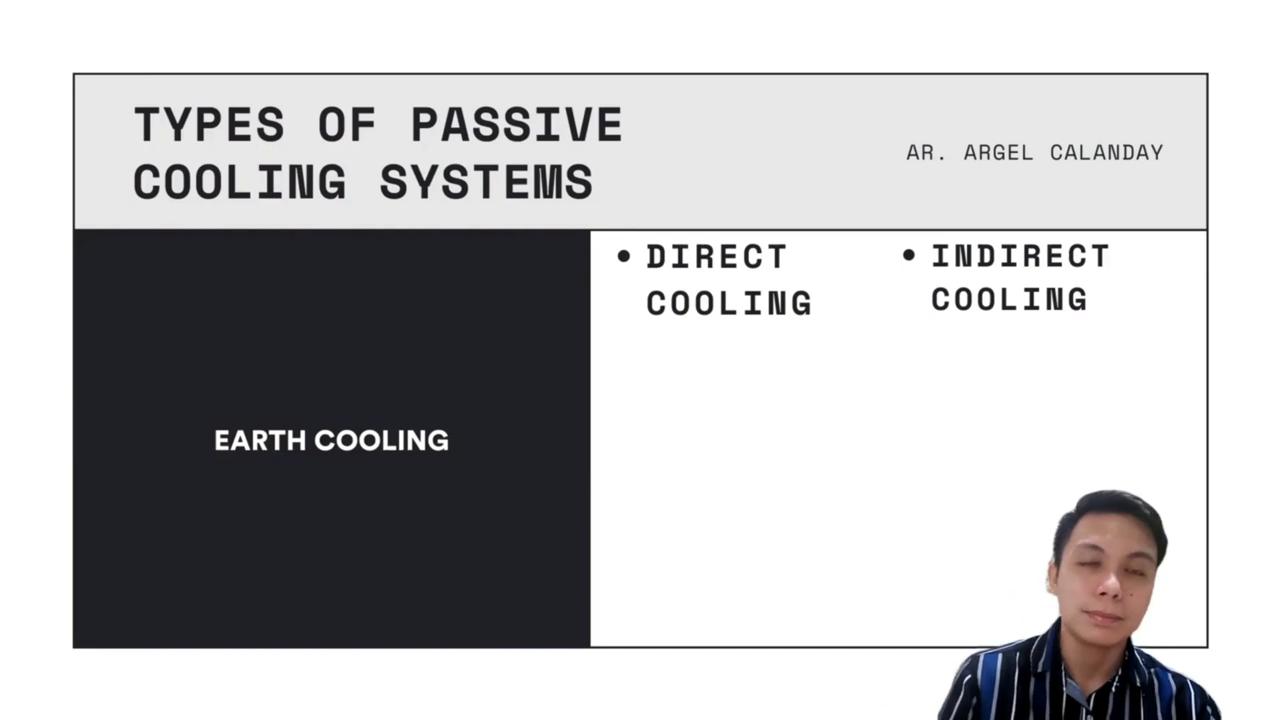 TYPES OF PASSIVE
COOLING SYSTEMS
AR. ARGEL CALANDAY
EARTH COOLING
• DIRECT
COOLING
• INDIRECT
COOLING